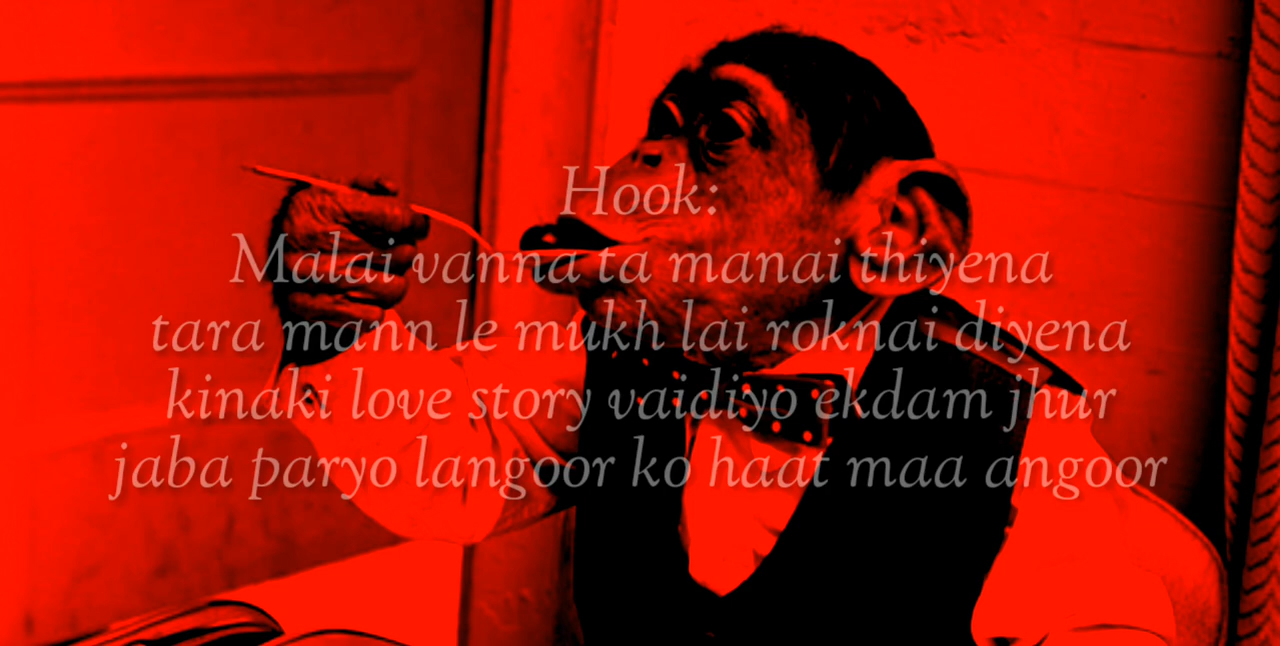 Hook:
Malai vanna ta manai thiyena
tara mann le mukh lai roknai diyena
kinaki love story vaidiyo ekdam jhur
jaba paryo langoor ko haat maa angoor